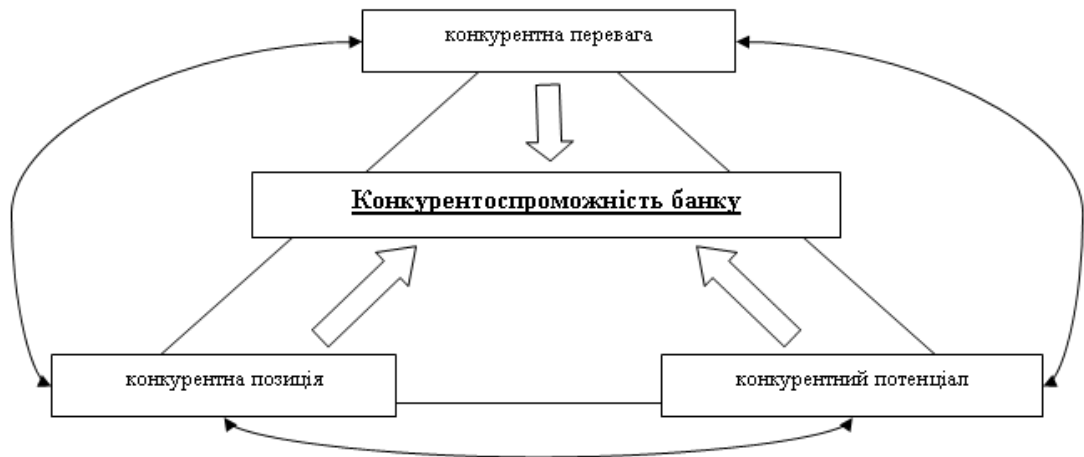 конкурентна перевага
Конкурентоспроможність банку
конкурентна позиція
конкурентний потенціал